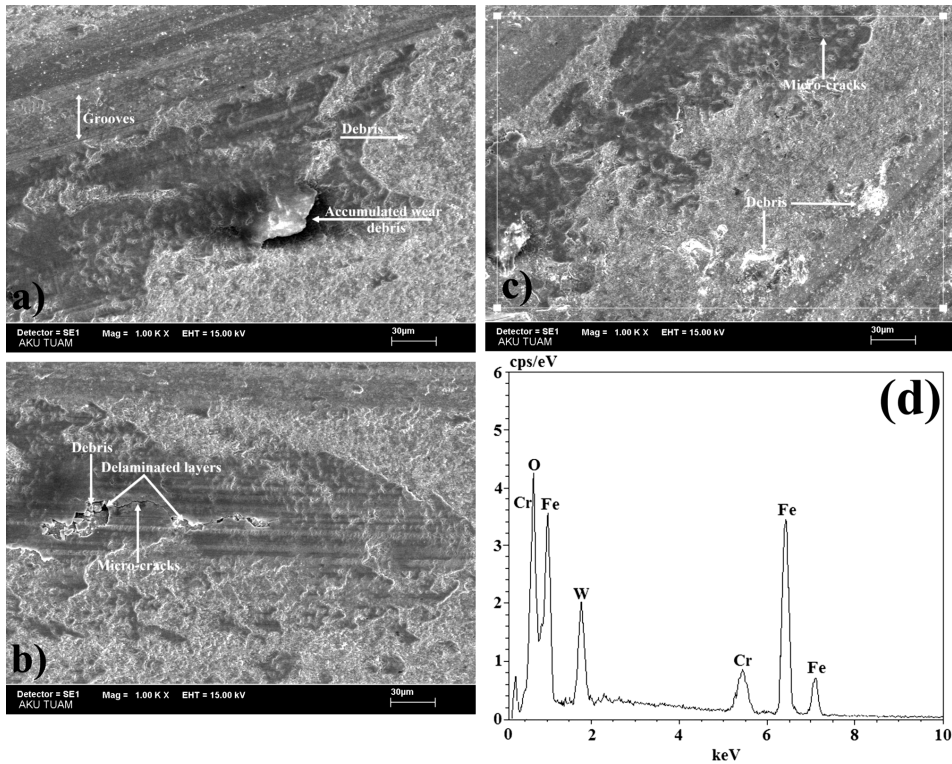 Grooves
Debris
Accumulated wear
debris
a)
Detector = SE1 Mag = 1.00 K X EHT = 15.00 kV 30µm
AKU TUAM
Micro-cracks
Debris
c)
Detector = SE1 Mag = 1.00 K X EHT = 15.00 kV 30µm
AKU TUAM
Debris
Delaminated layers
Micro-cracks
b)
Detector = SE1 Mag = 1.00 K X EHT = 15.00 kV 30µm
AKU TUAM
cps/eV
(d)
6
5
4
3
2
1
0
O
Cr Fe
W
Cr
Fe
Fe
0 2 4 6 8 10
keV